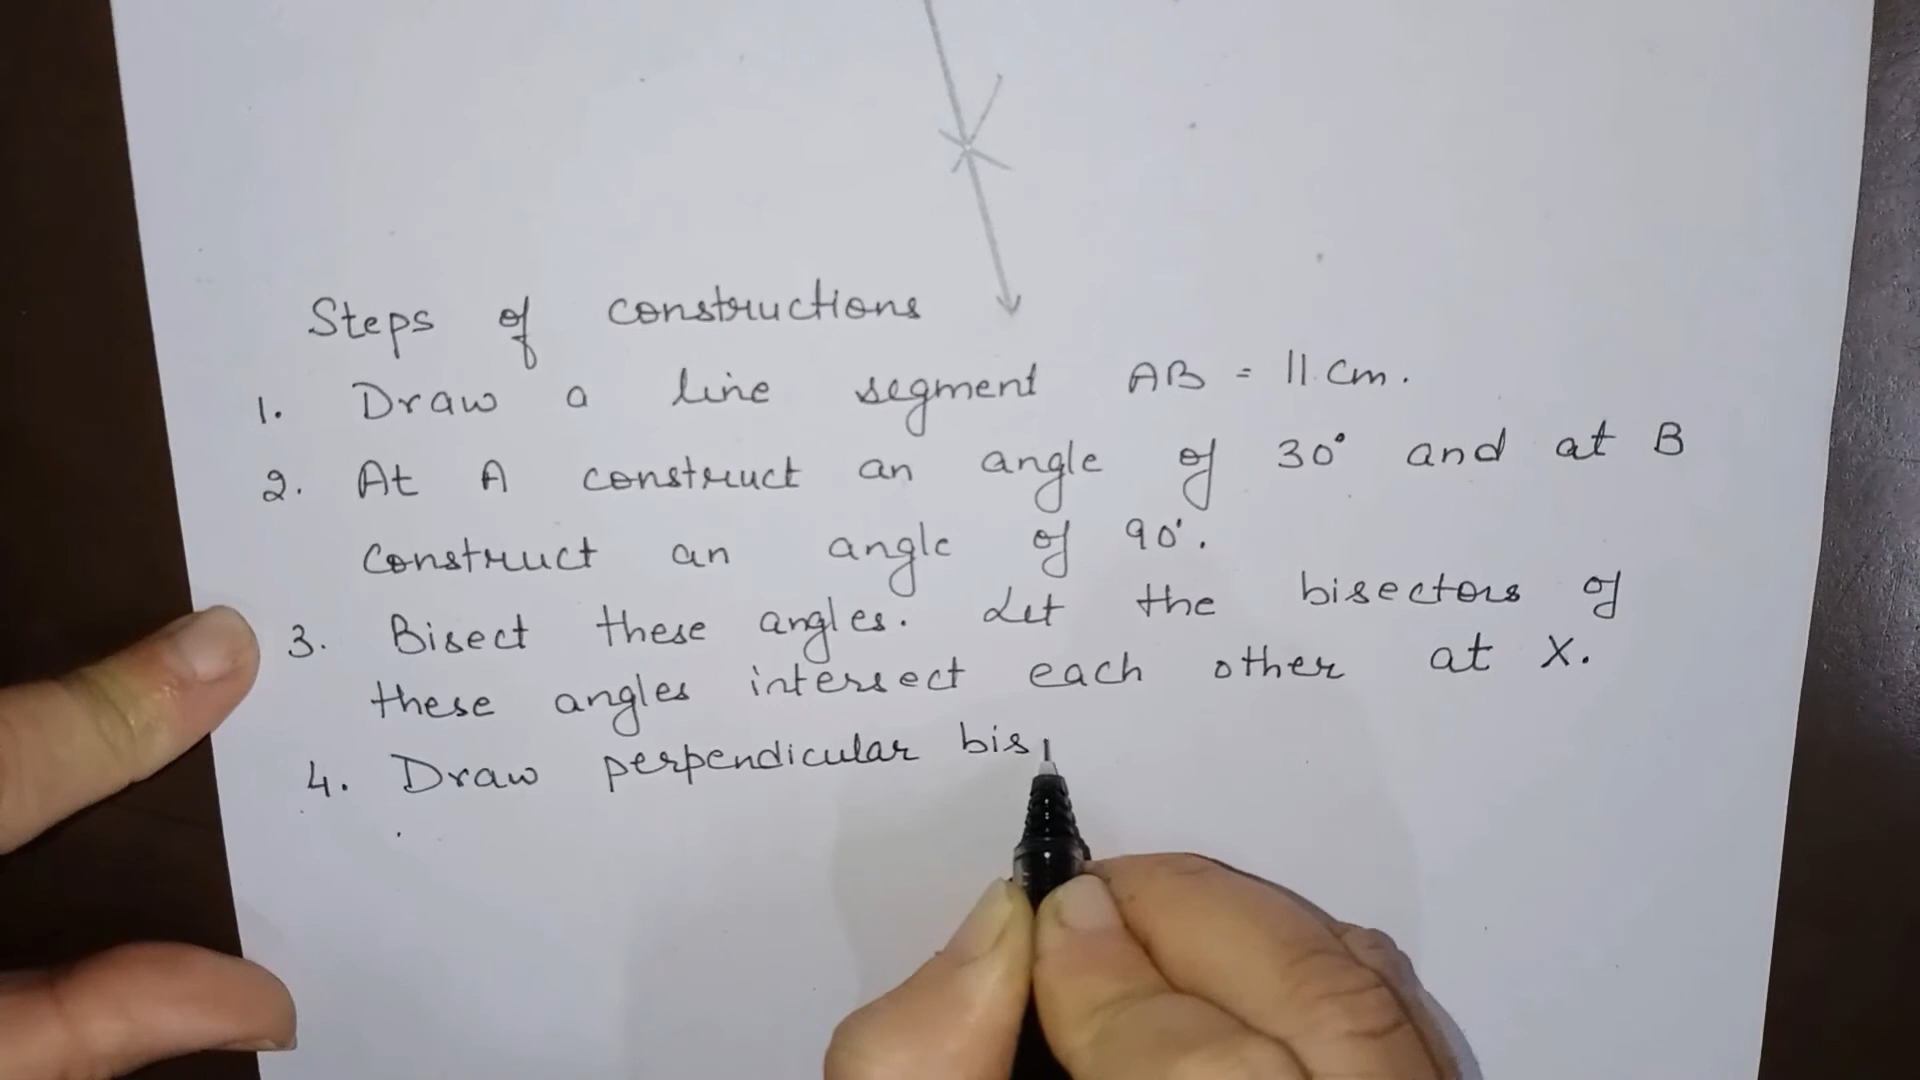 Steps of constructions
1. Draw a line segment AB = 11 cm.
2. At A construct an angle of 30° and at B
construct an angle of 90°.
3. Bisect these angles. Let the bisectors of
these angles intersect each other at X.
4. Draw perpendicular bis